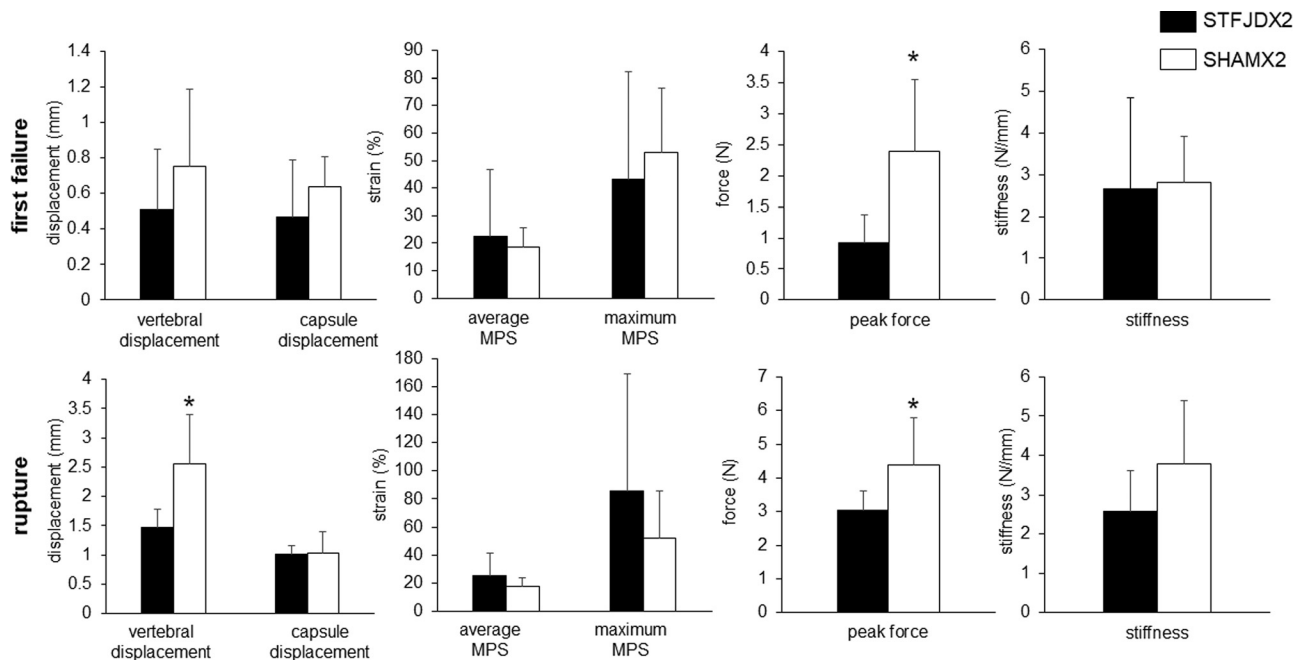 STFJDX2
SHAMX2
first failure
displacement (mm)
1.4
1.2
1
0.8
0.6
0.4
0.2
0
vertebral
displacement
capsule
displacement
strain (%)
90
80
70
60
50
40
30
20
10
0
average
MPS
maximum
MPS
force (N)
4
3.5
3
2.5
2
1.5
1
0.5
0
*
peak force
stiffness (N//mm)
6
5
4
3
2
1
0
stiffness
rupture
displacement (mm)
4
3.5
3
2.5
2
1.5
1
0.5
0
*
vertebral
displacement
capsule
displacement
strain (%)
180
160
140
120
100
80
60
40
20
0
average
MPS
maximum
MPS
force (N)
7
6
5
4
3
2
1
0
*
peak force
stiffness (N//mm)
6
5
4
3
2
1
0
stiffness